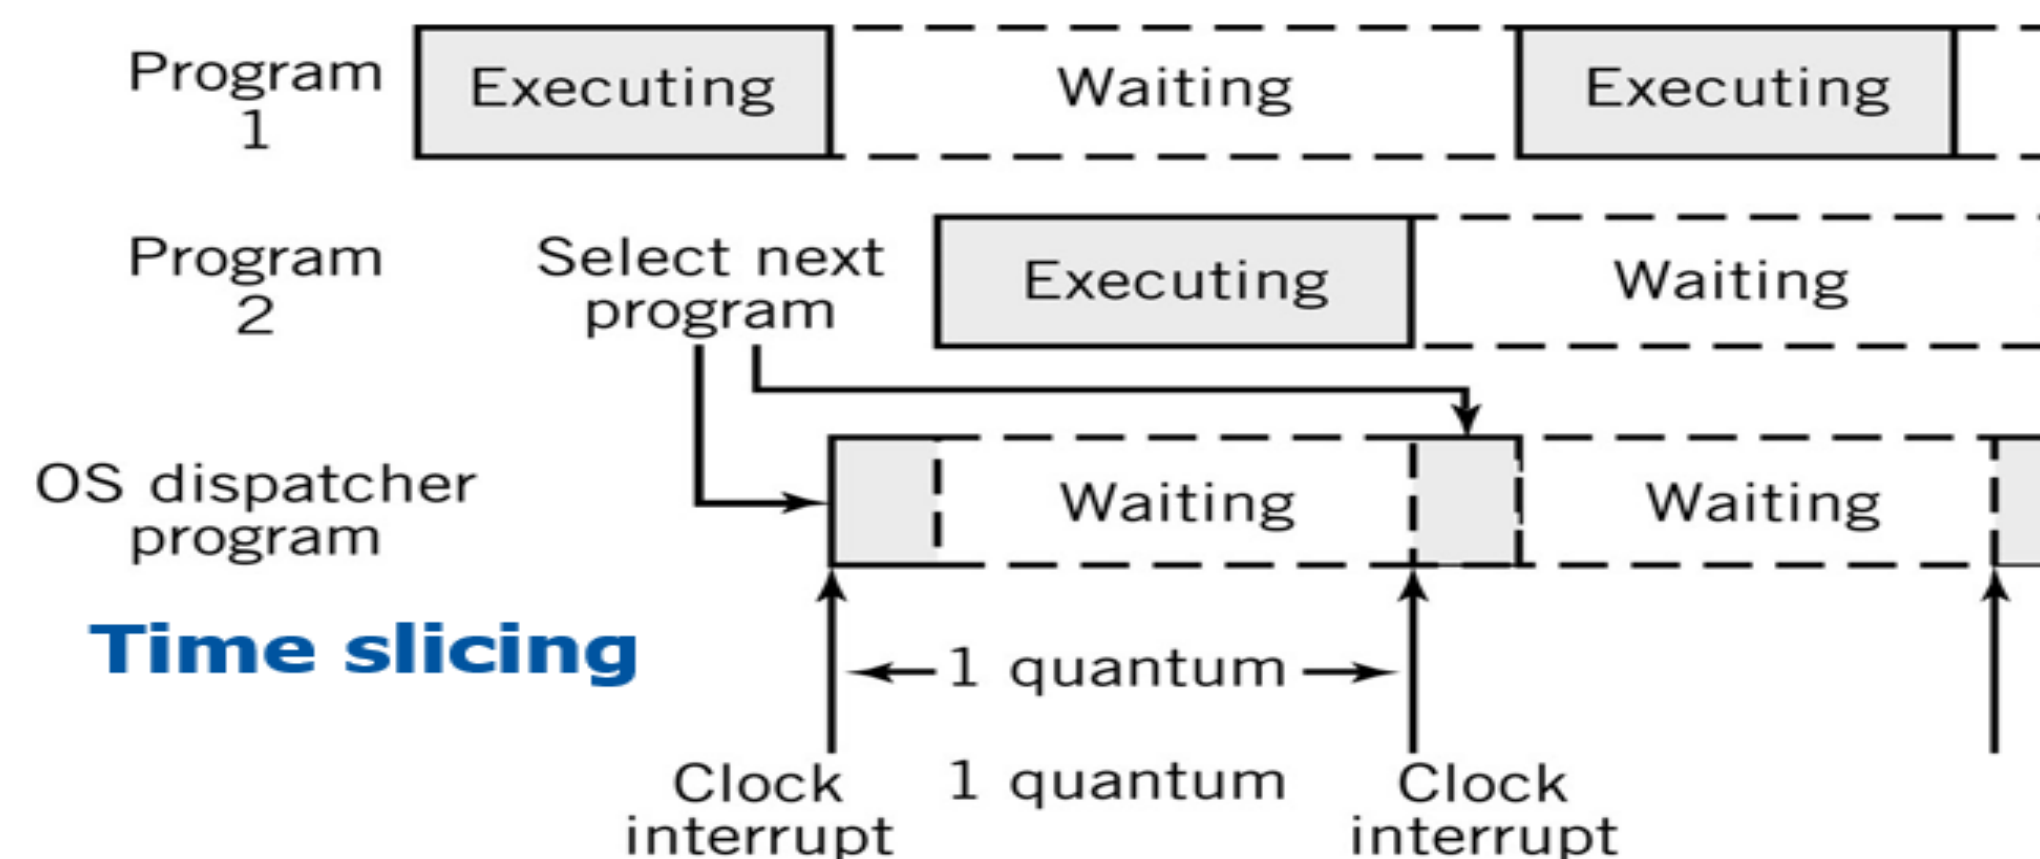 Program
1
Executing
Waiting
Executing
Program
2
Select next
program
Executing
Waiting
OS dispatcher
program
Waiting
Waiting
Time slicing
1 quantum
Clock
interrupt
1 quantum
Clock
interrupt